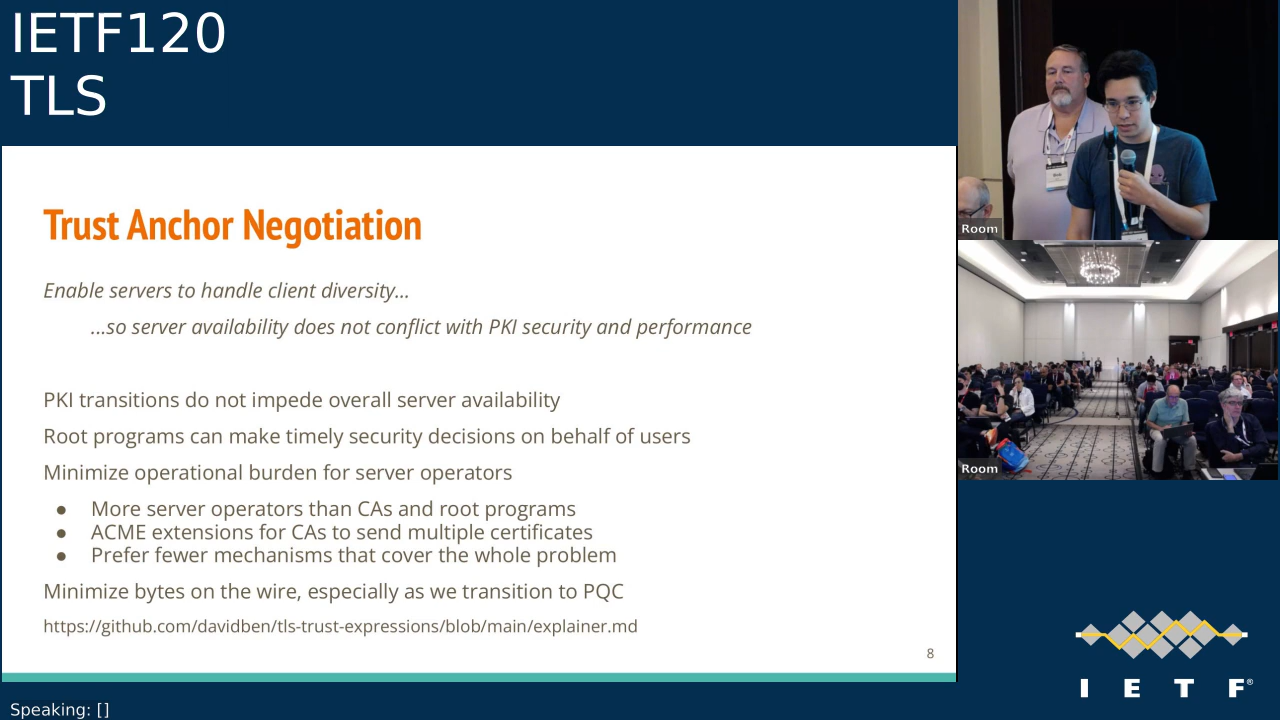 IETF120
TLS
Trust Anchor Negotiation
Enable servers to handle client diversity...
...so server availability does not conflict with PKI security and performance
PKI transitions do not impede overall server availability
Root programs can make timely security decisions on behalf of users
Minimize operational burden for server operators
● More server operators than CAs and root programs
● ACME extensions for CAs to send multiple certificates
● Prefer fewer mechanisms that cover the whole problem
Minimize bytes on the wire, especially as we transition to PQC
https://github.com/davidben/tls-trust-expressions/blob/main/explainer.md
8
Room
Room
I E T F®
Speaking: []